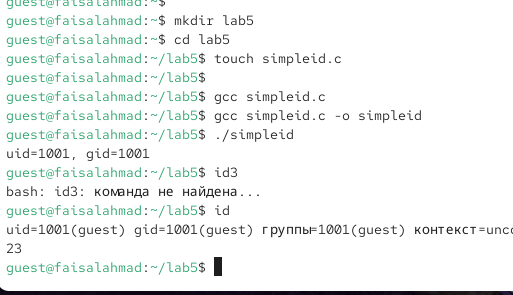 guest@faisalahmad:~$
guest@faisalahmad:~$ mkdir lab5
guest@faisalahmad:~$ cd lab5
guest@faisalahmad:~/lab5$ touch simpleid.c
guest@faisalahmad:~/lab5$
guest@faisalahmad:~/lab5$ gcc simpleid.c
guest@faisalahmad:~/lab5$ gcc simpleid.c -o simpleid
guest@faisalahmad:~/lab5$ ./simpleid
uid=1001, gid=1001
guest@faisalahmad:~/lab5$ id3
bash: id3: команда не найдена...
guest@faisalahmad:~/lab5$ id
uid=1001(guest) gid=1001(guest) группы=1001(guest) контекст=unco
23
guest@faisalahmad:~/lab5$